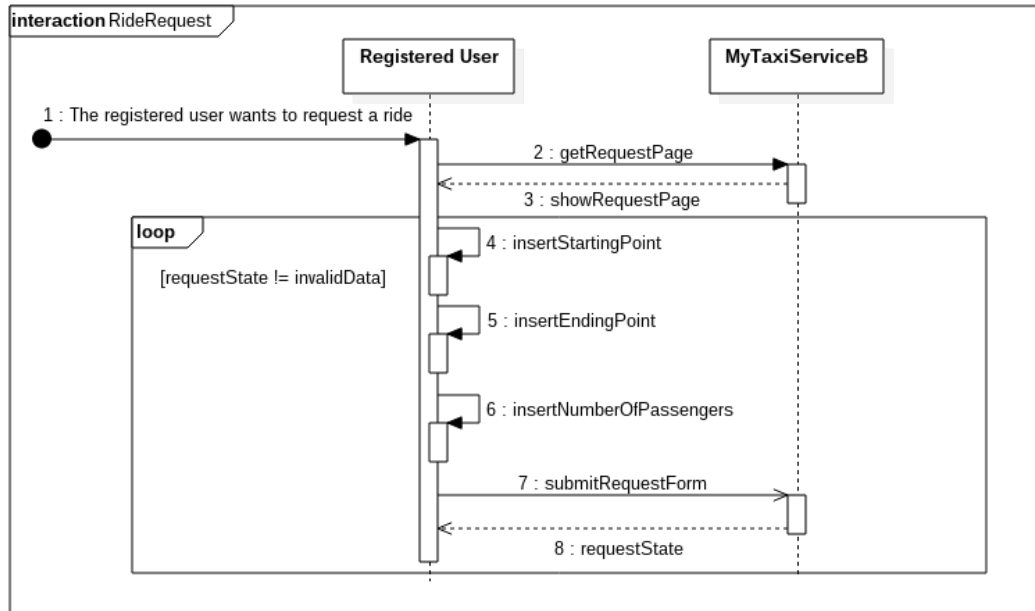 interaction RideRequest
Registered User
MyTaxiServiceB
1 : The registered user wants to request a ride
2 : getRequestPage
3 : showRequestPage
loop
4 : insertStartingPoint
[requestState != invalidData]
5 : insertEndingPoint
6 : insertNumberOfPassengers
7 : submitRequestForm
8 : requestState